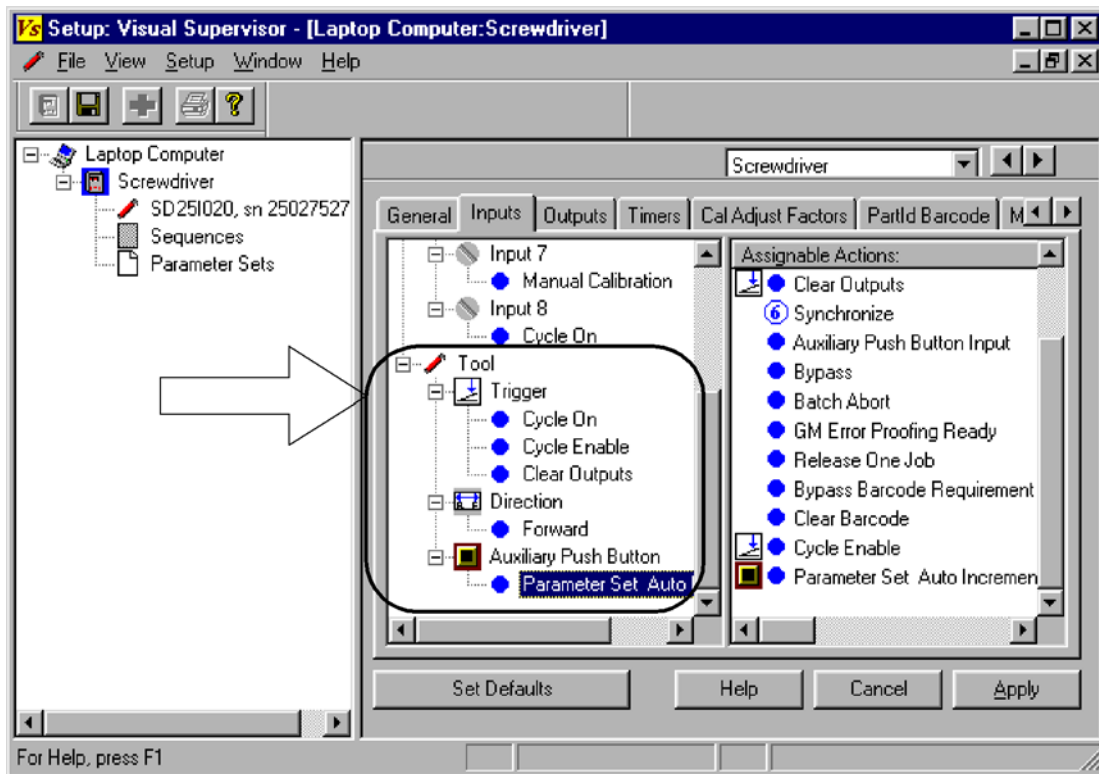 Vs Setup: Visual Supervisor - [Laptop Computer:Screwdriver]
File View Setup Window Help
Laptop Computer
Screwdriver
SD25I020, sn 25027527
Sequences
Parameter Sets
Screwdriver
General Inputs Outputs Timers Cal Adjust Factors PartId Barcode M
Input 7
Manual Calibration
Input 8
Cycle On
Tool
Trigger
Cycle On
Cycle Enable
Clear Outputs
Direction
Forward
Auxiliary Push Button
Parameter Set Auto
Assignable Actions:
Clear Outputs
6 Synchronize
Auxiliary Push Button Input
Bypass
Batch Abort
GM Error Proofing Ready
Release One Job
Bypass Barcode Requirement
Clear Barcode
Cycle Enable
Parameter Set Auto Incremen
Set Defaults Help Cancel Apply
For Help, press F1